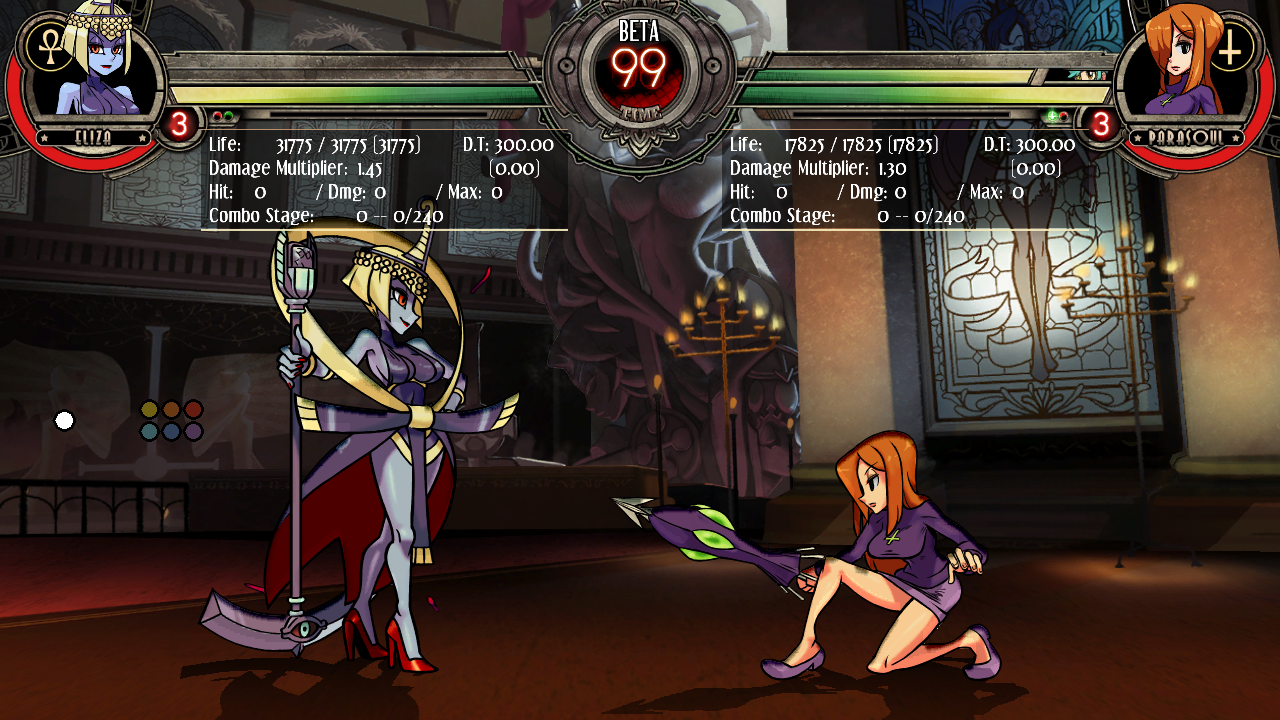 BETA
99
TIME
ELIZA
3
3
PARASOUL
Life: 31775 / 31775 [31775] D.T: 300.00
Damage Multiplier: 1.45 [0.00]
Hit: 0 / Dmg: 0 / Max: 0
Combo Stage: 0 -- 0/240
Life: 17825 / 17825 [17825] D.T: 300.00
Damage Multiplier: 1.30 [0.00]
Hit: 0 / Dmg: 0 / Max: 0
Combo Stage: 0 -- 0/240